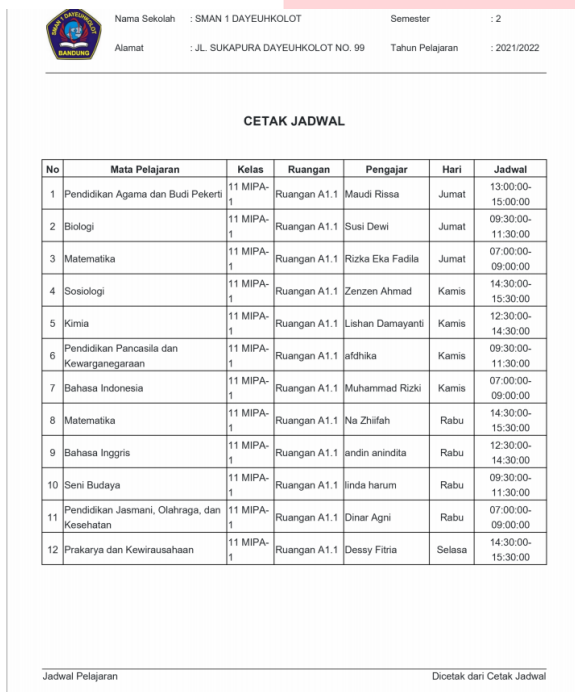 SMAN 1 DAYEUHKOLOT
BANDUNG
Nama Sekolah : SMAN 1 DAYEUHKOLOT Semester : 2
Alamat : JL. SUKAPURA DAYEUHKOLOT NO. 99 Tahun Pelajaran : 2021/2022
CETAK JADWAL
No Mata Pelajaran Kelas Ruangan Pengajar Hari Jadwal
1 Pendidikan Agama dan Budi Pekerti 11 MIPA-1 Ruangan A1.1 Maudi Rissa Jumat 13:00:00-15:00:00
2 Biologi 11 MIPA-1 Ruangan A1.1 Susi Dewi Jumat 09:30:00-11:30:00
3 Matematika 11 MIPA-1 Ruangan A1.1 Rizka Eka Fadila Jumat 07:00:00-09:00:00
4 Sosiologi 11 MIPA-1 Ruangan A1.1 Zenzen Ahmad Kamis 14:30:00-15:30:00
5 Kimia 11 MIPA-1 Ruangan A1.1 Lishan Damayanti Kamis 12:30:00-14:30:00
6 Pendidikan Pancasila dan Kewarganegaraan 11 MIPA-1 Ruangan A1.1 afdhika Kamis 09:30:00-11:30:00
7 Bahasa Indonesia 11 MIPA-1 Ruangan A1.1 Muhammad Rizki Kamis 07:00:00-09:00:00
8 Matematika 11 MIPA-1 Ruangan A1.1 Na Zhiifah Rabu 14:30:00-15:30:00
9 Bahasa Inggris 11 MIPA-1 Ruangan A1.1 andin anindita Rabu 12:30:00-14:30:00
10 Seni Budaya 11 MIPA-1 Ruangan A1.1 linda harum Rabu 09:30:00-11:30:00
11 Pendidikan Jasmani, Olahraga, dan Kesehatan 11 MIPA-1 Ruangan A1.1 Dinar Agni Rabu 07:00:00-09:00:00
12 Prakarya dan Kewirausahaan 11 MIPA-1 Ruangan A1.1 Dessy Fitria Selasa 14:30:00-15:30:00
Jadwal Pelajaran Dicetak dari Cetak Jadwal